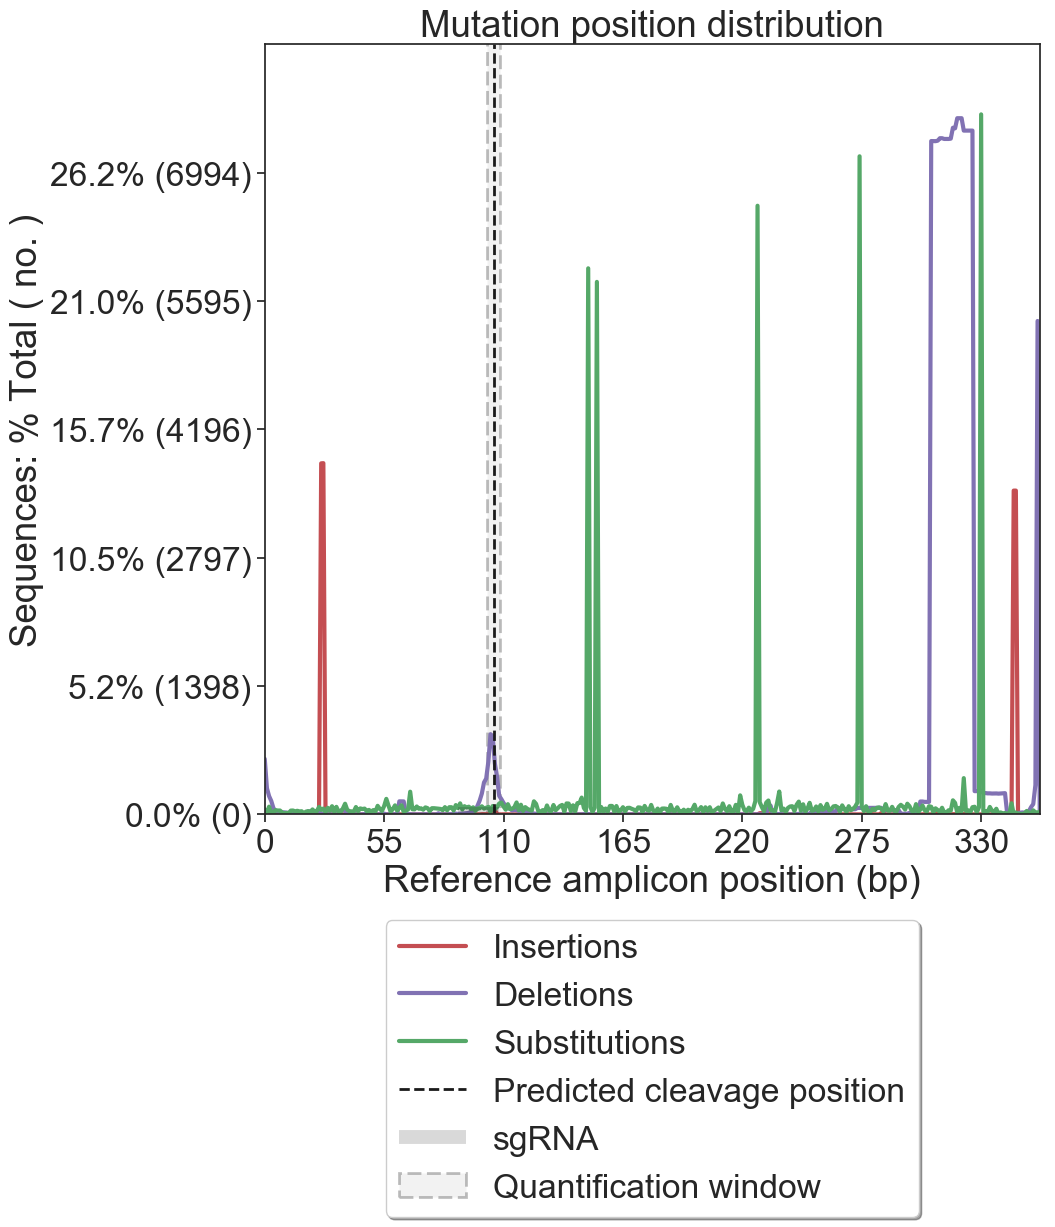 Mutation position distribution
Sequences: % Total ( no. )
26.2% (6994)
21.0% (5595)
15.7% (4196)
10.5% (2797)
5.2% (1398)
0.0% (0)
0 55 110 165 220 275 330
Reference amplicon position (bp)
Insertions
Deletions
Substitutions
Predicted cleavage position
sgRNA
Quantification window